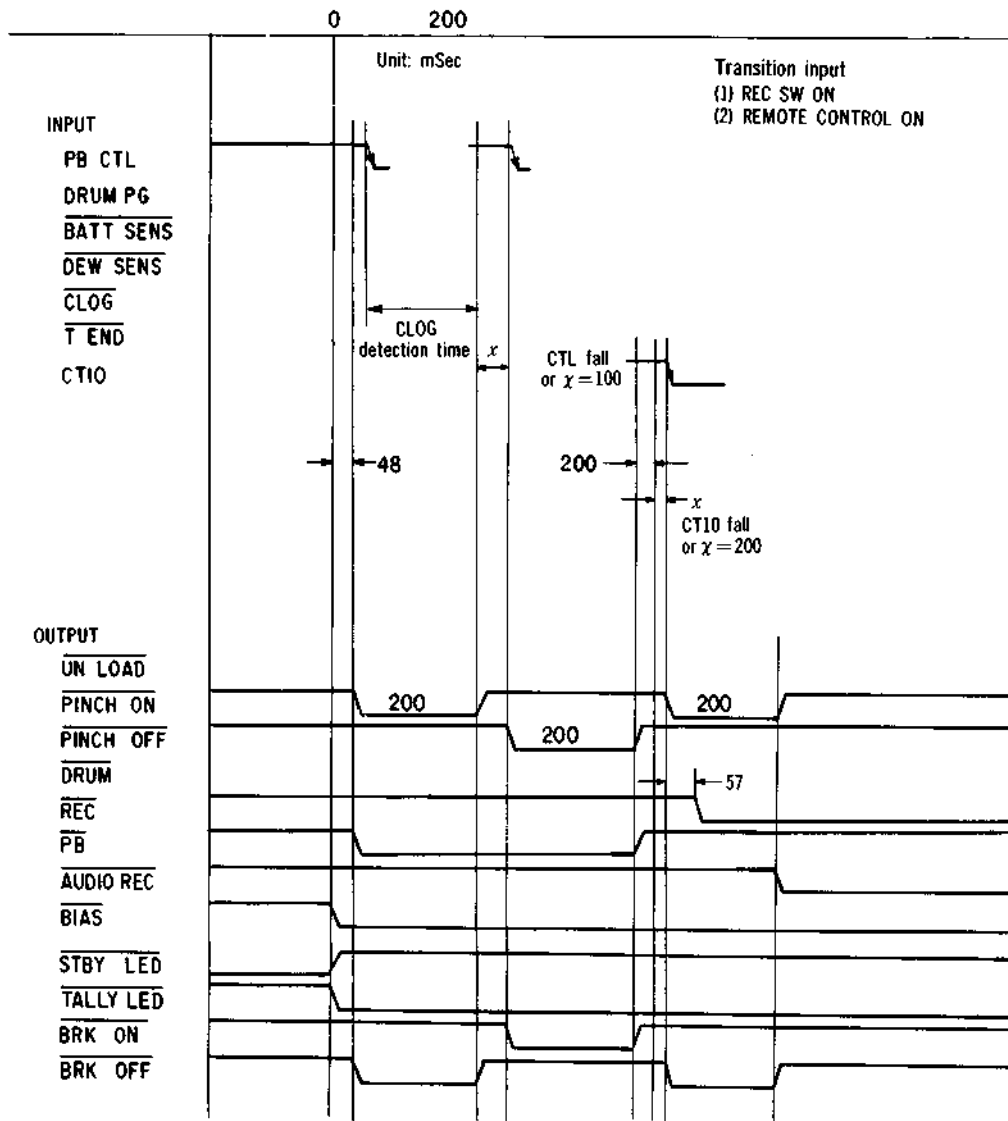 0 200
Unit: mSec
Transition input
(1) REC SW ON
(2) REMOTE CONTROL ON
INPUT
PB CTL
DRUM PG
BATT SENS
DEW SENS
CLOG
T END
CT10
CLOG
detection time
x
CTL fall
or χ=100
48
200
x
CT10 fall
or χ=200
OUTPUT
UN LOAD
PINCH ON
200
200
PINCH OFF
200
DRUM
57
REC
PB
AUDIO REC
BIAS
STBY LED
TALLY LED
BRK ON
BRK OFF